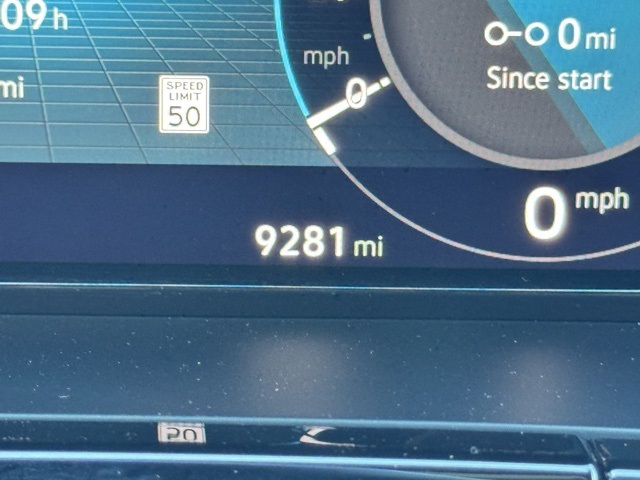 09h
mi
SPEED
LIMIT
50
mph
0
0 mi
Since start
0 mph
9281 mi